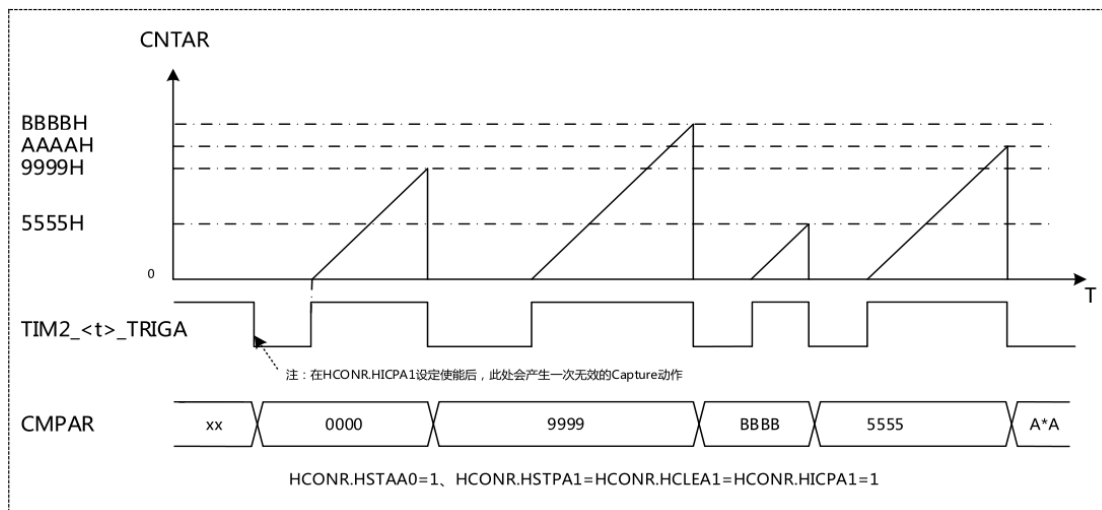 CNTAR
BBBBH
AAAAH
9999H
5555H
0
T
TIM2_<t>_TRIGA
注：在HCONR.HICPA1设定使能后，此处会产生一次无效的Capture动作
CMPAR xx 0000 9999 BBBB 5555 A*A
HCONR.HSTAA0=1、HCONR.HSTPA1=HCONR.HCLEA1=HCONR.HICPA1=1